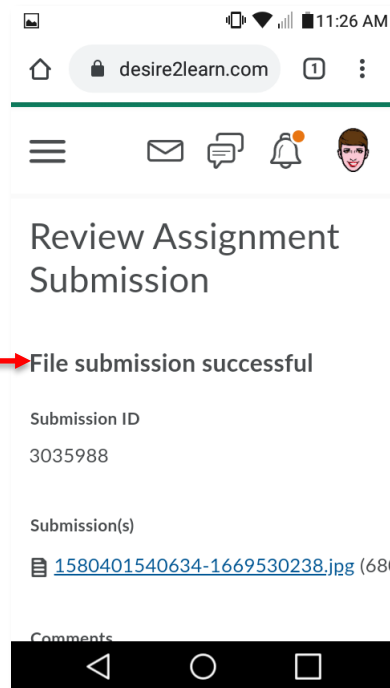 11:26 AM
desire2learn.com
1
Review Assignment
Submission
File submission successful
Submission ID
3035988
Submission(s)
1580401540634-1669530238.jpg (680
Comments